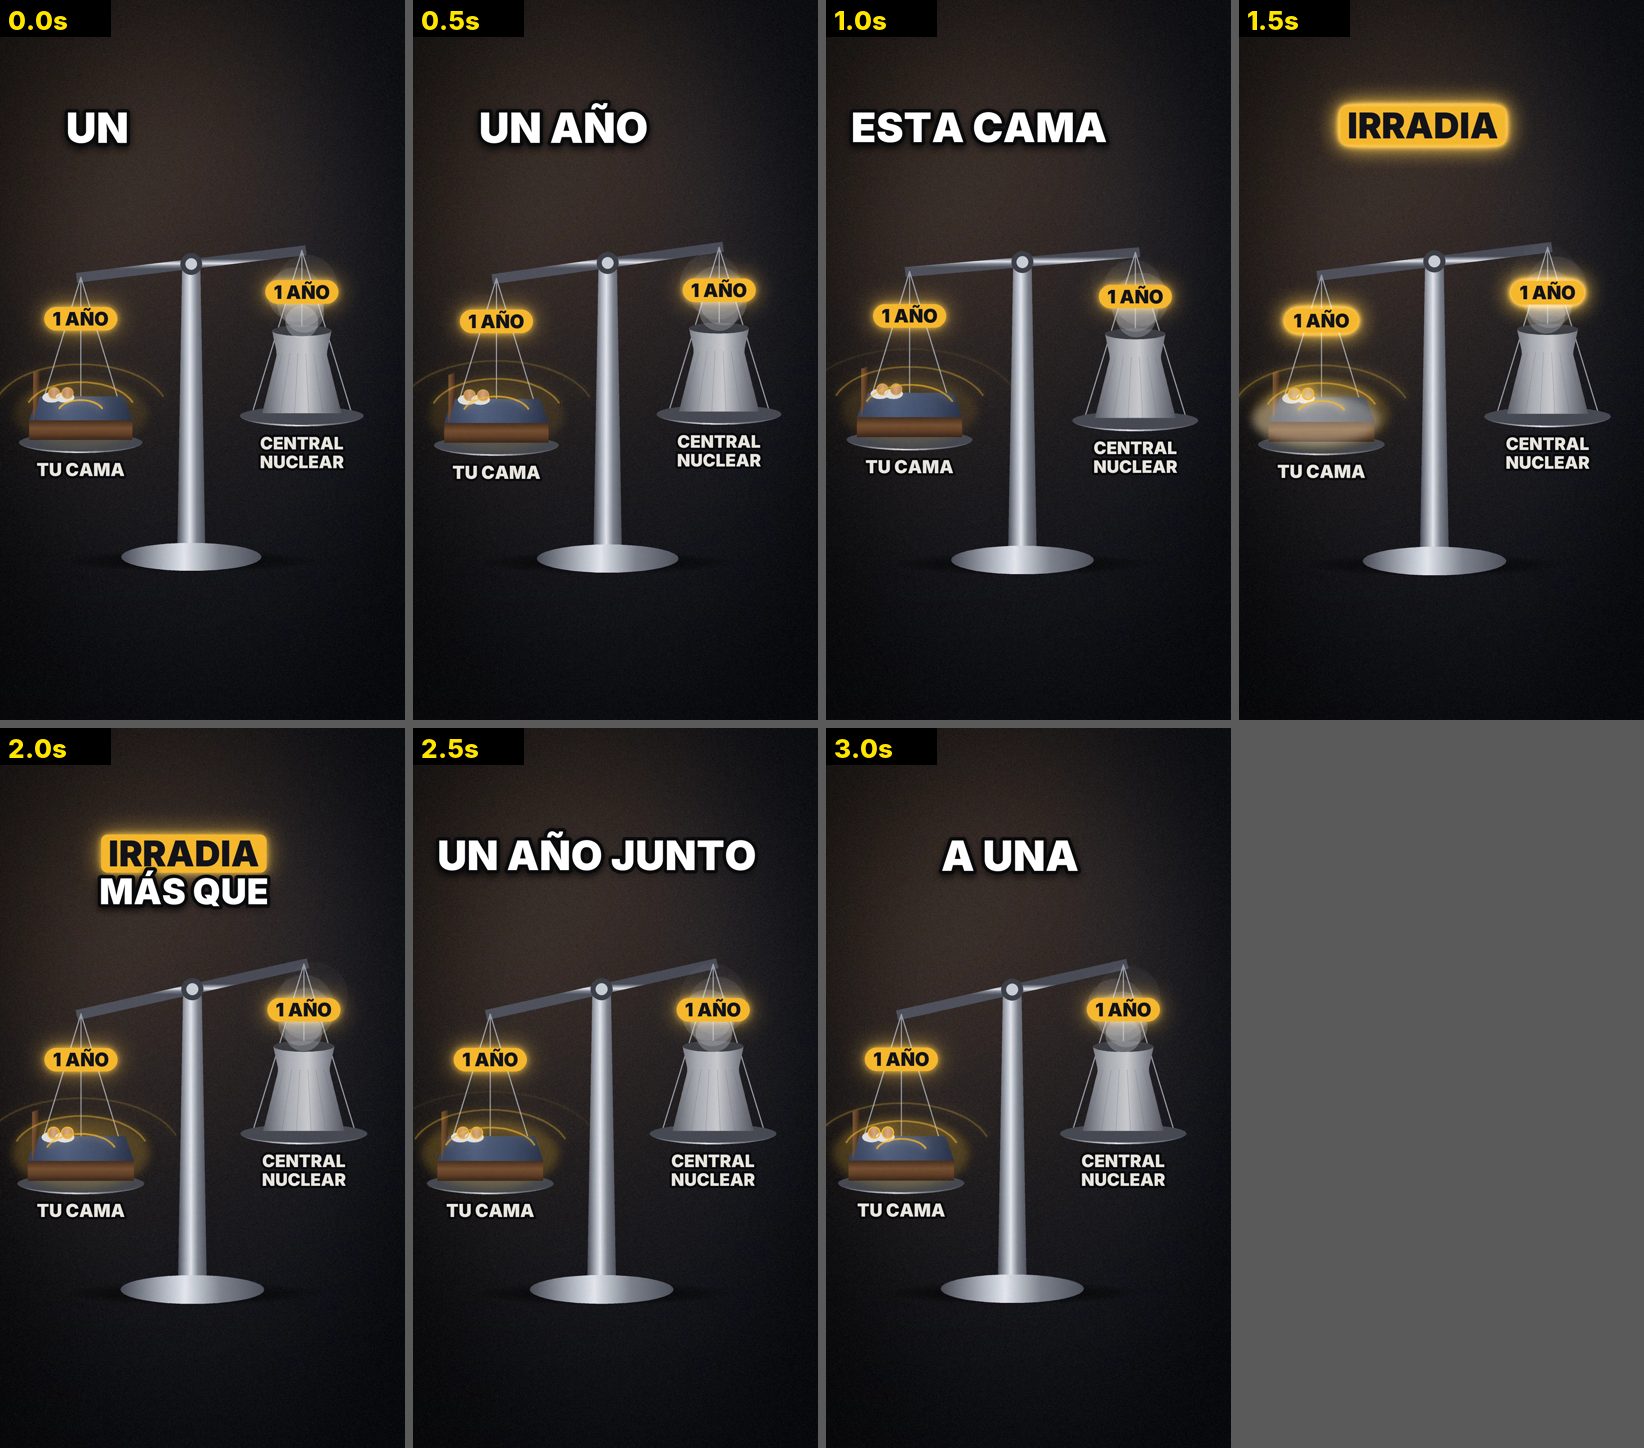 0.0s
UN
1 AÑO
1 AÑO
TU CAMA
CENTRAL
NUCLEAR
0.5s
UN AÑO
1 AÑO
1 AÑO
TU CAMA
CENTRAL
NUCLEAR
1.0s
ESTA CAMA
1 AÑO
1 AÑO
TU CAMA
CENTRAL
NUCLEAR
1.5s
IRRADIA
1 AÑO
1 AÑO
TU CAMA
CENTRAL
NUCLEAR
2.0s
IRRADIA
MÁS QUE
1 AÑO
1 AÑO
TU CAMA
CENTRAL
NUCLEAR
2.5s
UN AÑO JUNTO
1 AÑO
1 AÑO
TU CAMA
CENTRAL
NUCLEAR
3.0s
A UNA
1 AÑO
1 AÑO
TU CAMA
CENTRAL
NUCLEAR